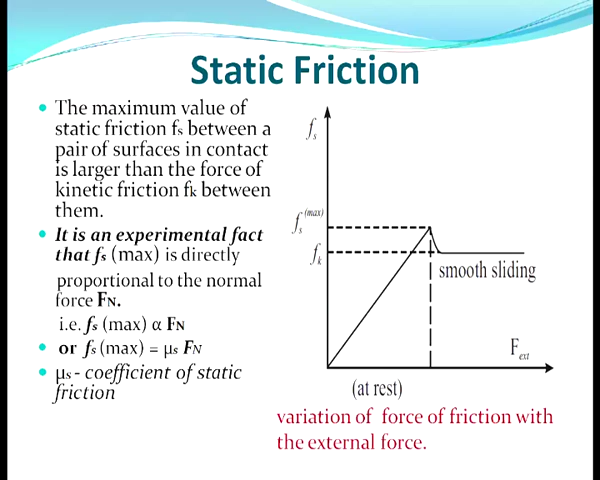 Static Friction
The maximum value of
static friction fs between a
pair of surfaces in contact
is larger than the force of
kinetic friction fk between
them.
It is an experimental fact
that fs (max) is directly
proportional to the normal
force FN.
i.e. fs (max) α FN
or fs (max) = μs FN
μs - coefficient of static
friction
fs
fs(max)
fk
smooth sliding
Fext
(at rest)
variation of force of friction with
the external force.